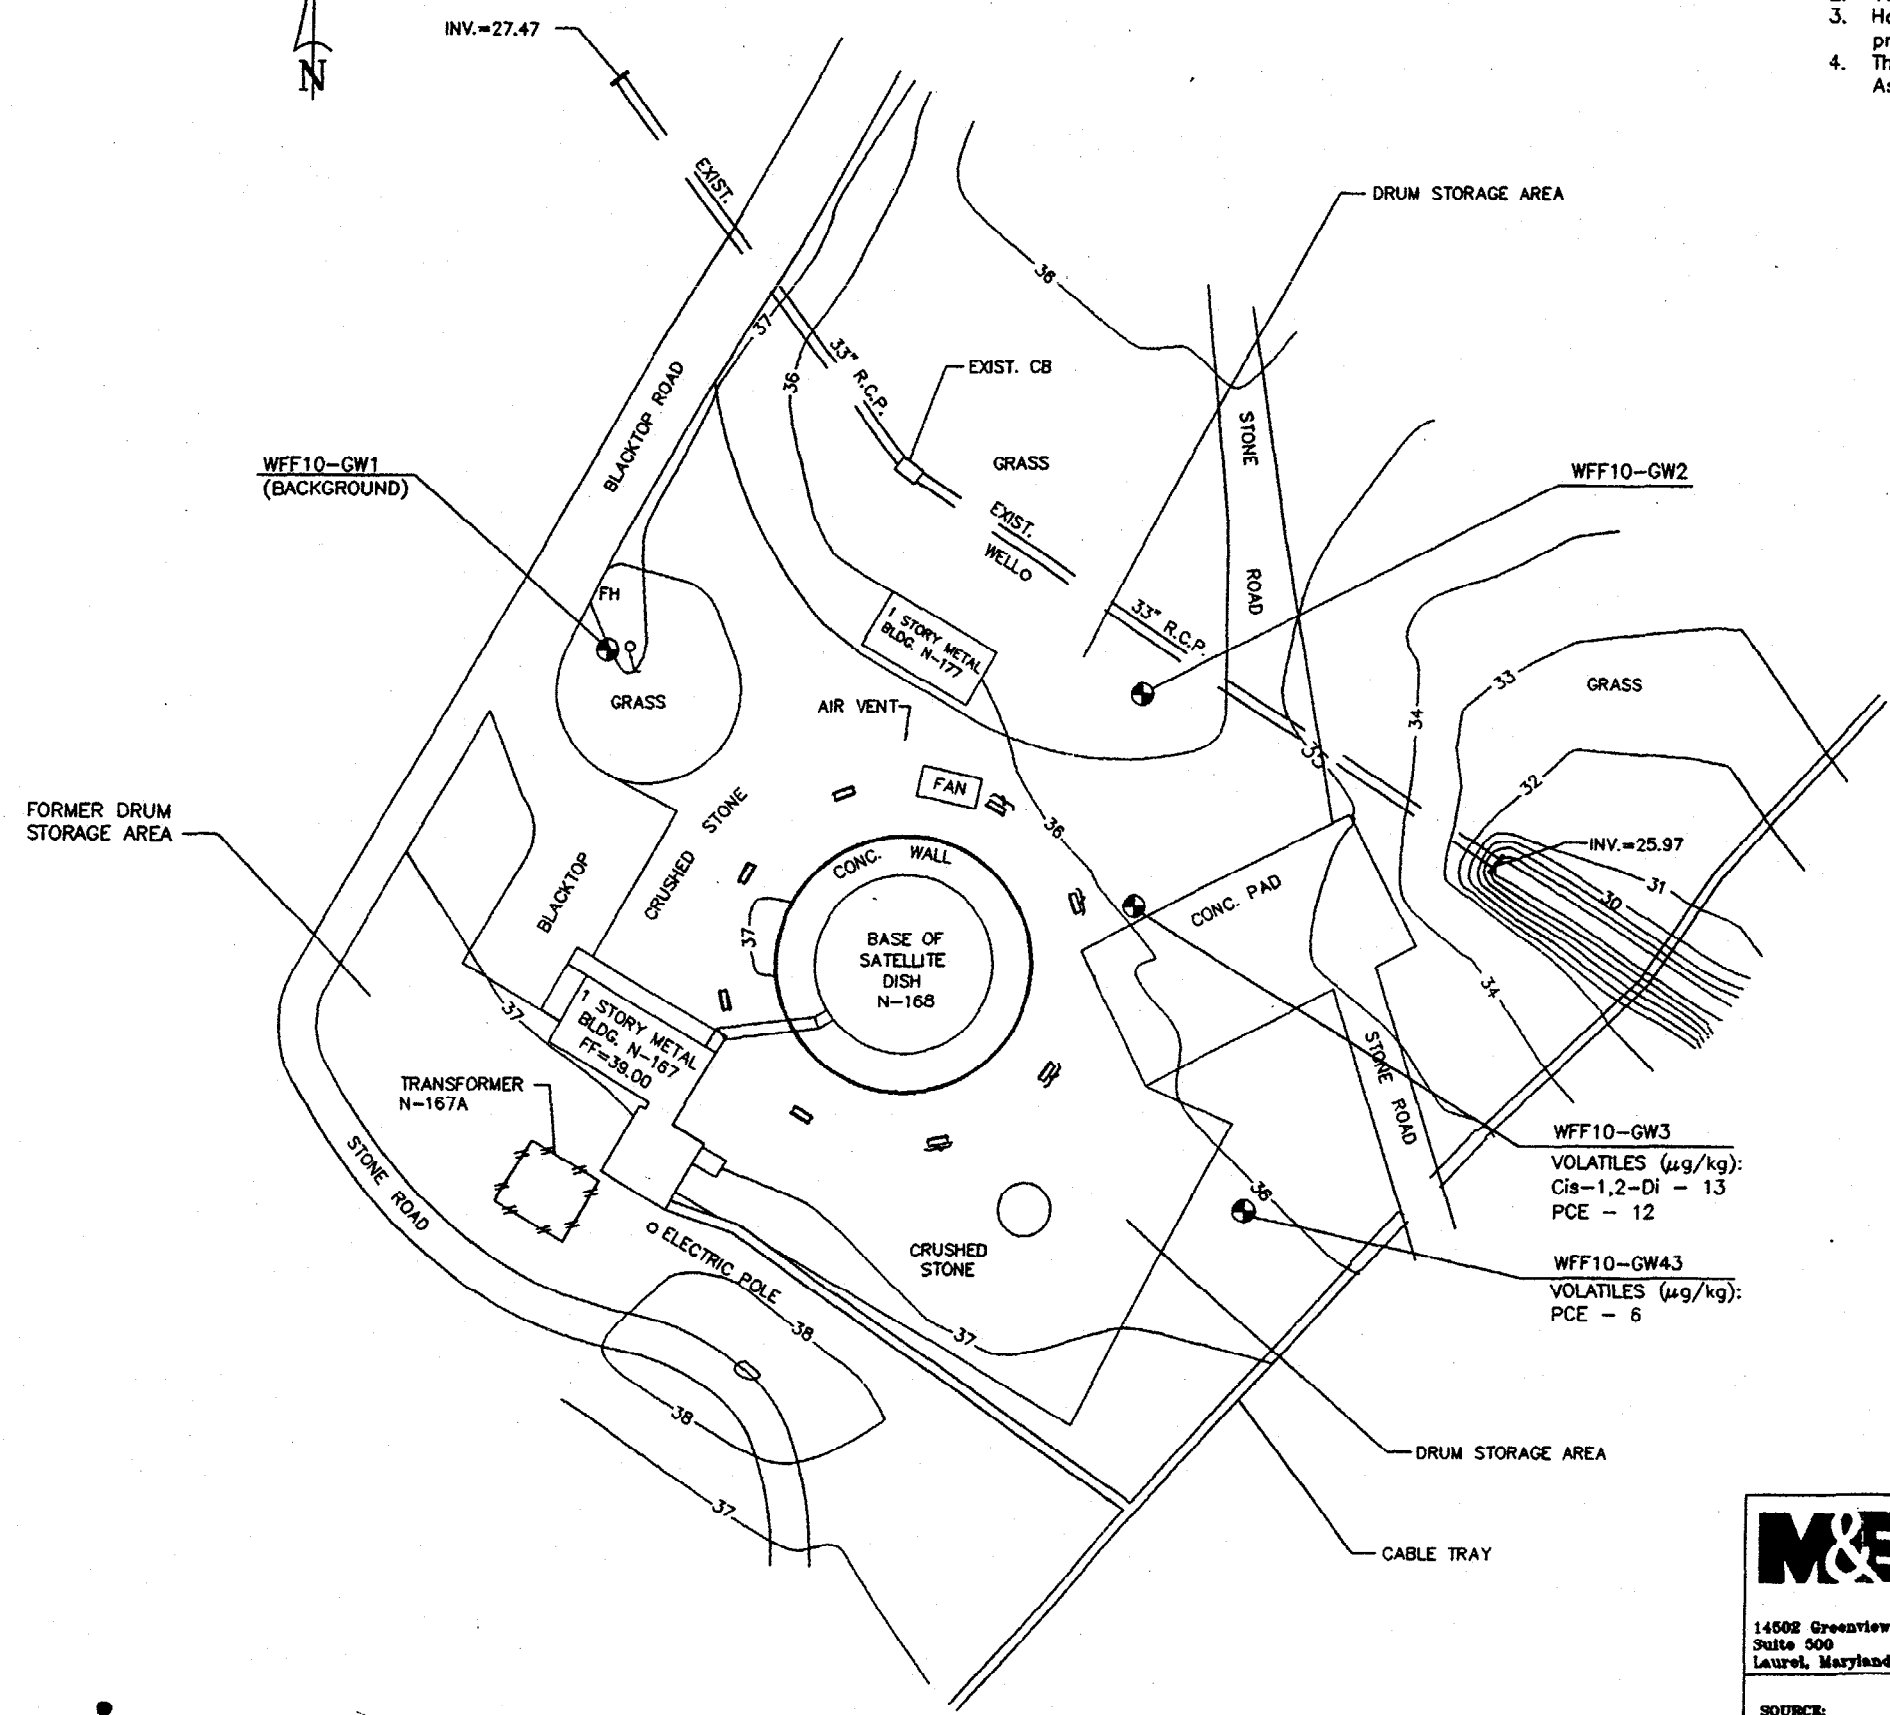 N
INV.=27.47
3.
4.
EXIST.
DRUM STORAGE AREA
36
37
33" R.C.P.
36
EXIST. CB
BLACKTOP ROAD
STONE
GRASS
WFF10-GW1
(BACKGROUND)
WFF10-GW2
EXIST.
WELL
ROAD
FH
33" R.C.P.
1 STORY METAL
BLDG. N-177
33
GRASS
GRASS
AIR VENT
34
35
FAN
32
FORMER DRUM
STORAGE AREA
CRUSHED STONE
36
INV.=25.97
CONC. WALL
31
30
BLACKTOP
CONC. PAD
37
BASE OF
SATELLITE
DISH
N-168
34
37
1 STORY METAL
BLDG. N-167
FF=39.00
STONE ROAD
TRANSFORMER
N-167A
WFF10-GW3
VOLATILES (μg/kg):
Cis-1,2-Di - 13
PCE - 12
STONE ROAD
36
ELECTRIC POLE
CRUSHED
STONE
WFF10-GW43
VOLATILES (μg/kg):
PCE - 6
38
37
38
DRUM STORAGE AREA
37
CABLE TRAY
M&E
14502 Greenview
Suite 500
Laurel, Maryland
SOURCE: